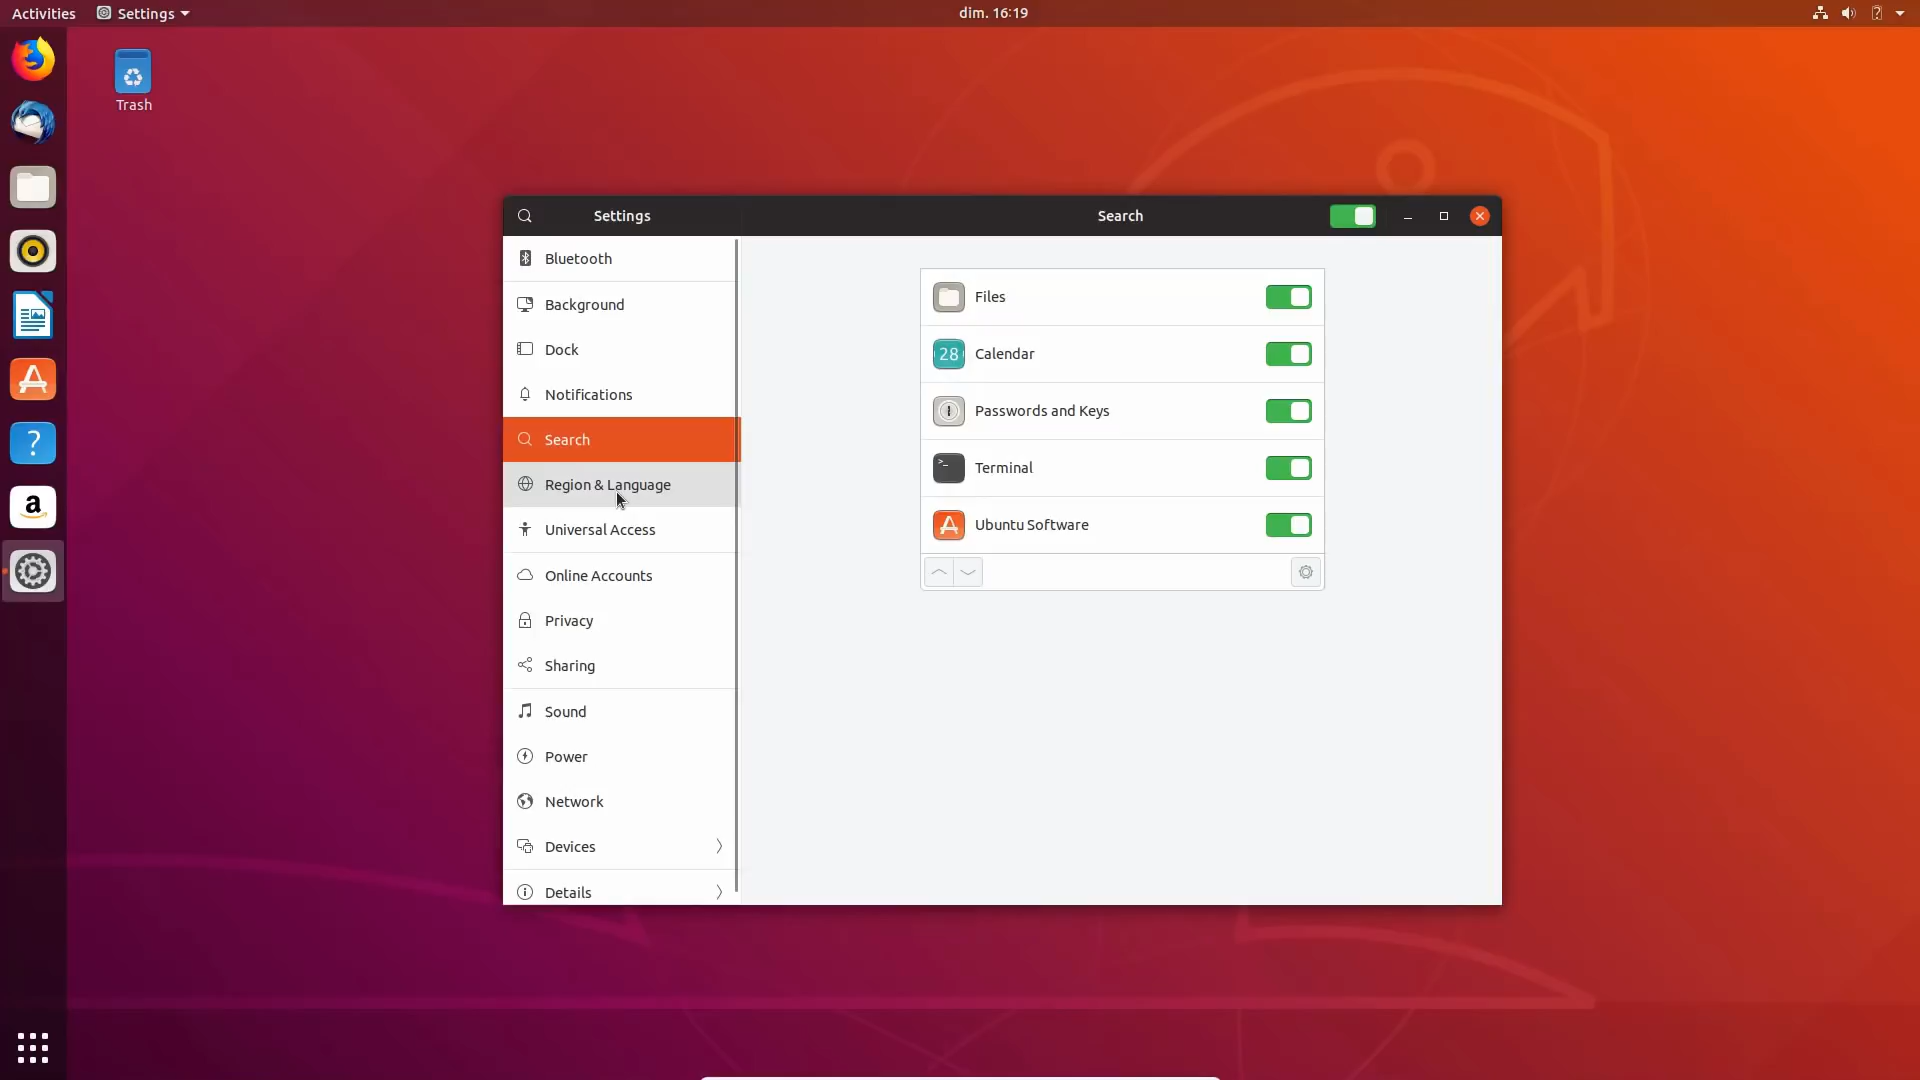 Activities
Settings
dim. 16:19
Trash
Settings
Search
Bluetooth
Background
Dock
Notifications
Search
Region & Language
Universal Access
Online Accounts
Privacy
Sharing
Sound
Power
Network
Devices
Details
Files
28
Calendar
Passwords and Keys
>_
Terminal
Ubuntu Software
?
a
?